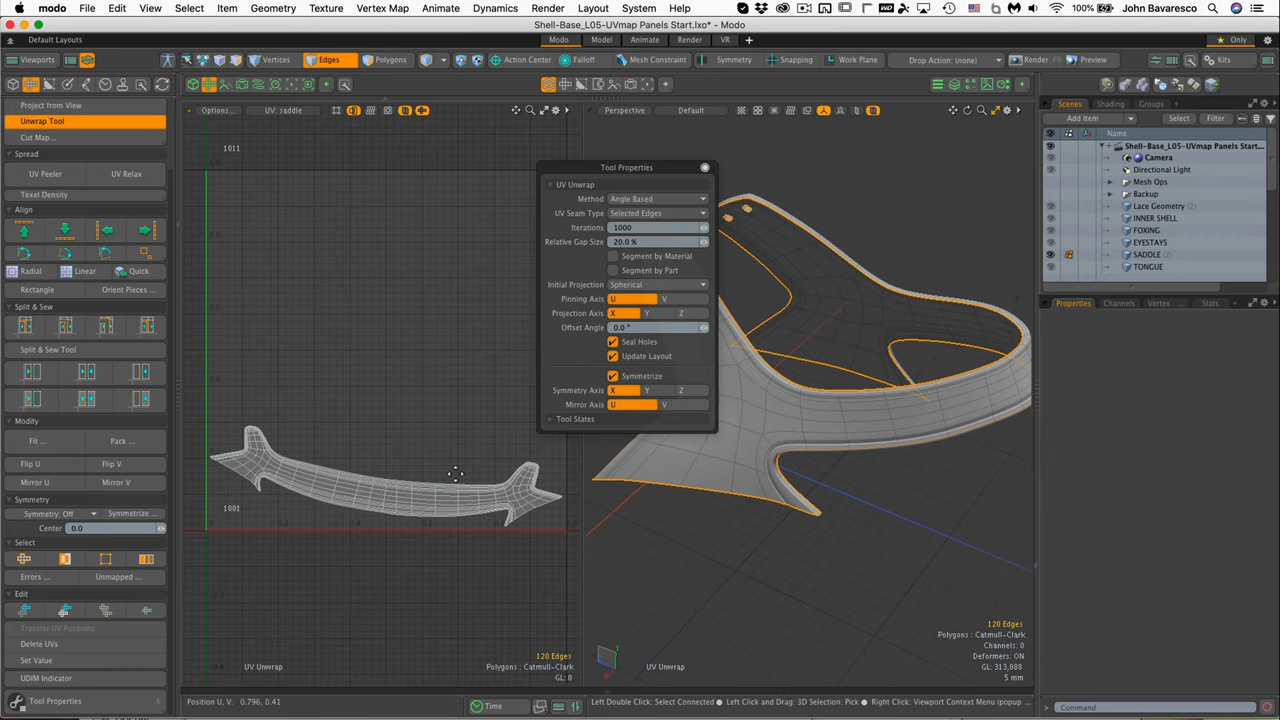 modo File Edit View Select Item Geometry Texture Vertex Map Animate Dynamics Render Layout System Help 100% John Bavaresco
Shell-Base_L05-UVmap Panels Start.lxo* - Modo
Default Layouts Modo Model Animate Render VR Only
Viewports Vertices Edges Polygons Action Center Falloff Mesh Constraint Symmetry Snapping Work Plane Drop Action: (none) Render Preview Kits
Project from View
Unwrap Tool
Cut Map...
Spread
UV Peeler UV Relax
Texel Density
Align
Radial Linear Quick
Rectangle Orient Pieces ...
Split & Sew
Split & Sew Tool
Modify
Fit ... Pack ...
Flip U Flip V
Mirror U Mirror V
Symmetry
Symmetry: Off Symmetrize ...
Center 0.0
Select
Errors ... Unmapped ...
Edit
Transfer UV Positions
Delete UVs
Set Value
UDIM Indicator
Tool Properties
Options... UV: saddle
1011
1001
120 Edges
Polygons : Catmull-Clark
GL: 0
UV Unwrap
Position U, V: 0.796, 0.41
Tool Properties
UV Unwrap
Method Angle Based
UV Seam Type Selected Edges
Iterations 1000
Relative Gap Size 20.0 %
Segment by Material
Segment by Part
Initial Projection Spherical
Pinning Axis U V
Projection Axis X Y Z
Offset Angle 0.0 °
Seal Holes
Update Layout
Symmetrize
Symmetry Axis X Y Z
Mirror Axis U V
Tool States
Perspective Default
120 Edges
Polygons : Catmull-Clark
Channels: 0
Deformers: ON
GL: 313,088
5 mm
UV Unwrap
Time
Left Double Click: Select Connected ● Left Click and Drag: 3D Selection: Pick ● Right Click: Viewport Context Menu (popup ...
Scenes Shading Groups
Add Item Select Filter
Name
Shell-Base_L05-UVmap Panels Start...
Camera
Directional Light
Mesh Ops
Backup
Lace Geometry (2)
INNER SHELL
FOXING
EYESTAYS
SADDLE (2)
TONGUE
Properties Channels Vertex ... Stats
Command